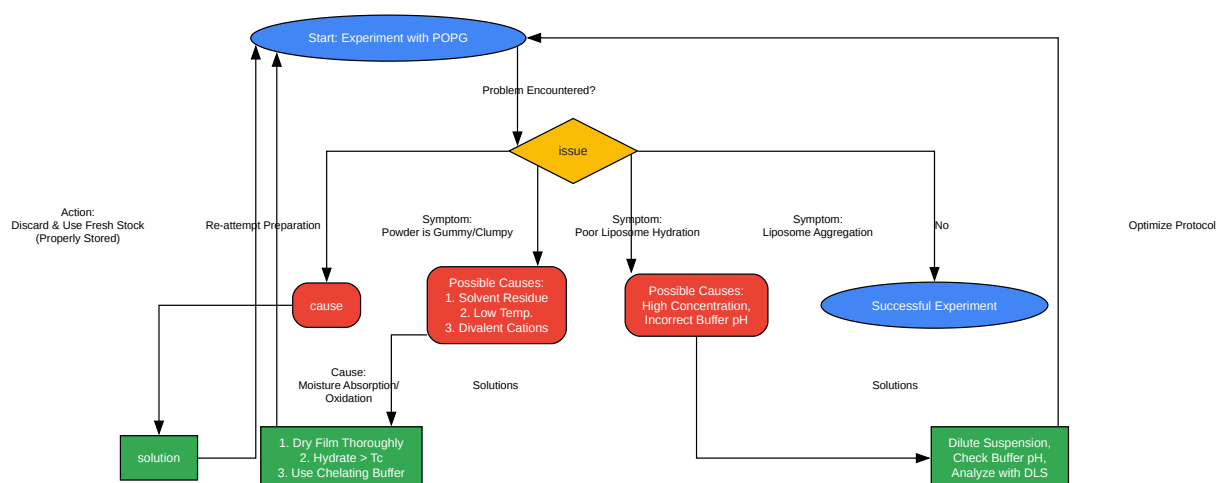 Start: Experiment with POPG
Problem Encountered?
issue
Action:
Discard & Use Fresh Stock
(Properly Stored)
Re-attempt Preparation
Symptom:
Powder is Gummy/Clumpy
Symptom:
Poor Liposome Hydration
Symptom:
Liposome Aggregation
No
Optimize Protocol
cause
Possible Causes:
1. Solvent Residue
2. Low Temp.
3. Divalent Cations
Possible Causes:
High Concentration,
Incorrect Buffer pH
Successful Experiment
Cause:
Moisture Absorption/
Oxidation
Solutions
Solutions
solution
1. Dry Film Thoroughly
2. Hydrate > Tc
3. Use Chelating Buffer
Dilute Suspension,
Check Buffer pH,
Analyze with DLS